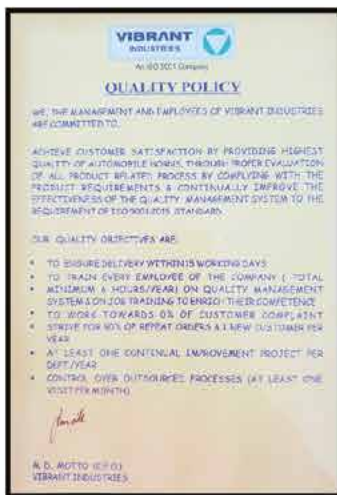 VIBRANT
INDUSTRIES
An ISO 9001 Company
QUALITY POLICY
WE, THE MANAGEMENT AND EMPLOYEES OF VIBRANT INDUSTRIES
ARE COMMITTED TO,
ACHIEVE CUSTOMER SATISFACTION BY PROVIDING HIGHEST
QUALITY OF AUTOMOBILE HORNS, THROUGH PROPER EVALUATION
OF ALL PRODUCT RELATED PROCESS BY COMPLYING WITH THE
PRODUCT REQUIREMENTS & CONTINUALLY IMPROVE THE
EFFECTIVENESS OF THE QUALITY MANAGEMENT SYSTEM TO THE
REQUIREMENT OF ISO 9001:2015 STANDARD.
OUR QUALITY OBJECTIVES ARE:
• TO ENSURE DELIVERY WITHIN 15 WORKING DAYS
• TO TRAIN EVERY EMPLOYEE OF THE COMPANY ( TOTAL
MINIMUM 6 HOURS/YEAR) ON QUALITY MANAGEMENT
SYSTEM & ON JOB TRAINING TO ENRICH THEIR COMPETENCE
• TO WORK TOWARDS 0% OF CUSTOMER COMPLAINT
• STRIVE FOR 90% OF REPEAT ORDERS & 1 NEW CUSTOMER PER
YEAR
• AT LEAST ONE CONTINUAL IMPROVEMENT PROJECT PER
DEPT/YEAR
• CONTROL OVER OUTSOURCED PROCESSES (AT LEAST ONE
VISIT PER MONTH)
M. D. MOTTO (C.E.O.)
VIBRANT INDUSTRIES